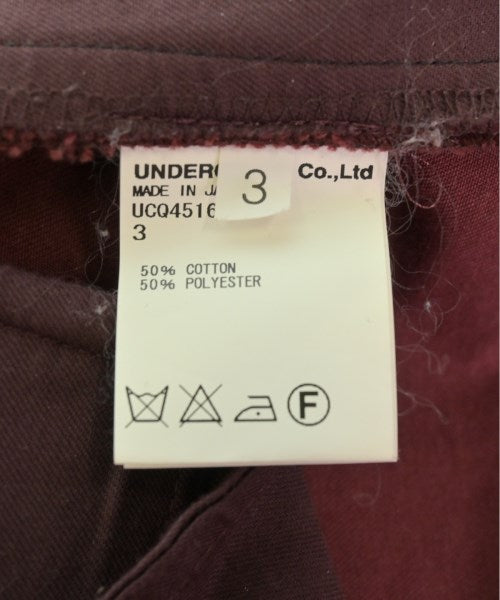 UNDERC Co.,Ltd
3
MADE IN JA
UCQ4516
3
50% COTTON
50% POLYESTER
F